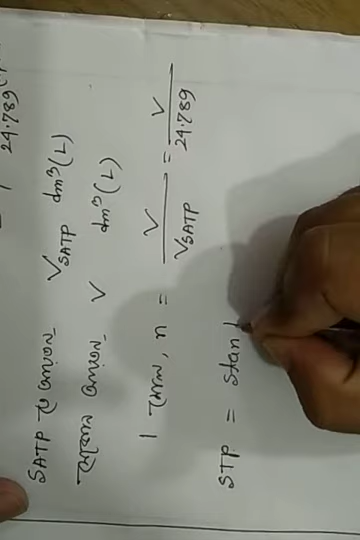 24.789
SATP তে আয়তন V_SATP dm³ (L)
আয়তন V dm³ (L)
মোল, n = V / V_SATP = V / 24.789
STP = Stan